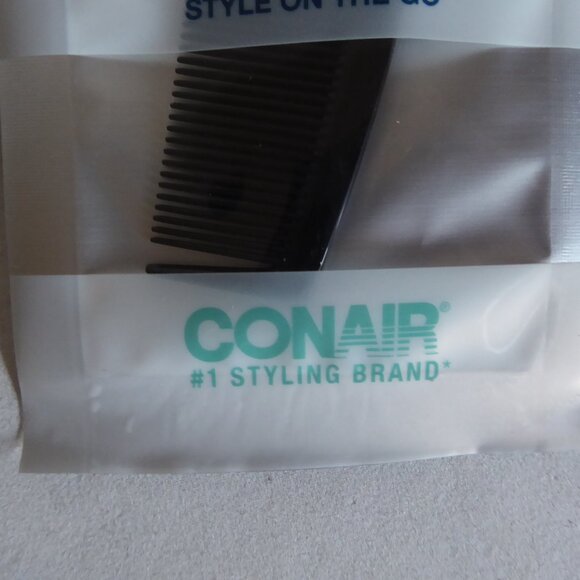 STYLE ON THE GO
CONAIR®
#1 STYLING BRAND*